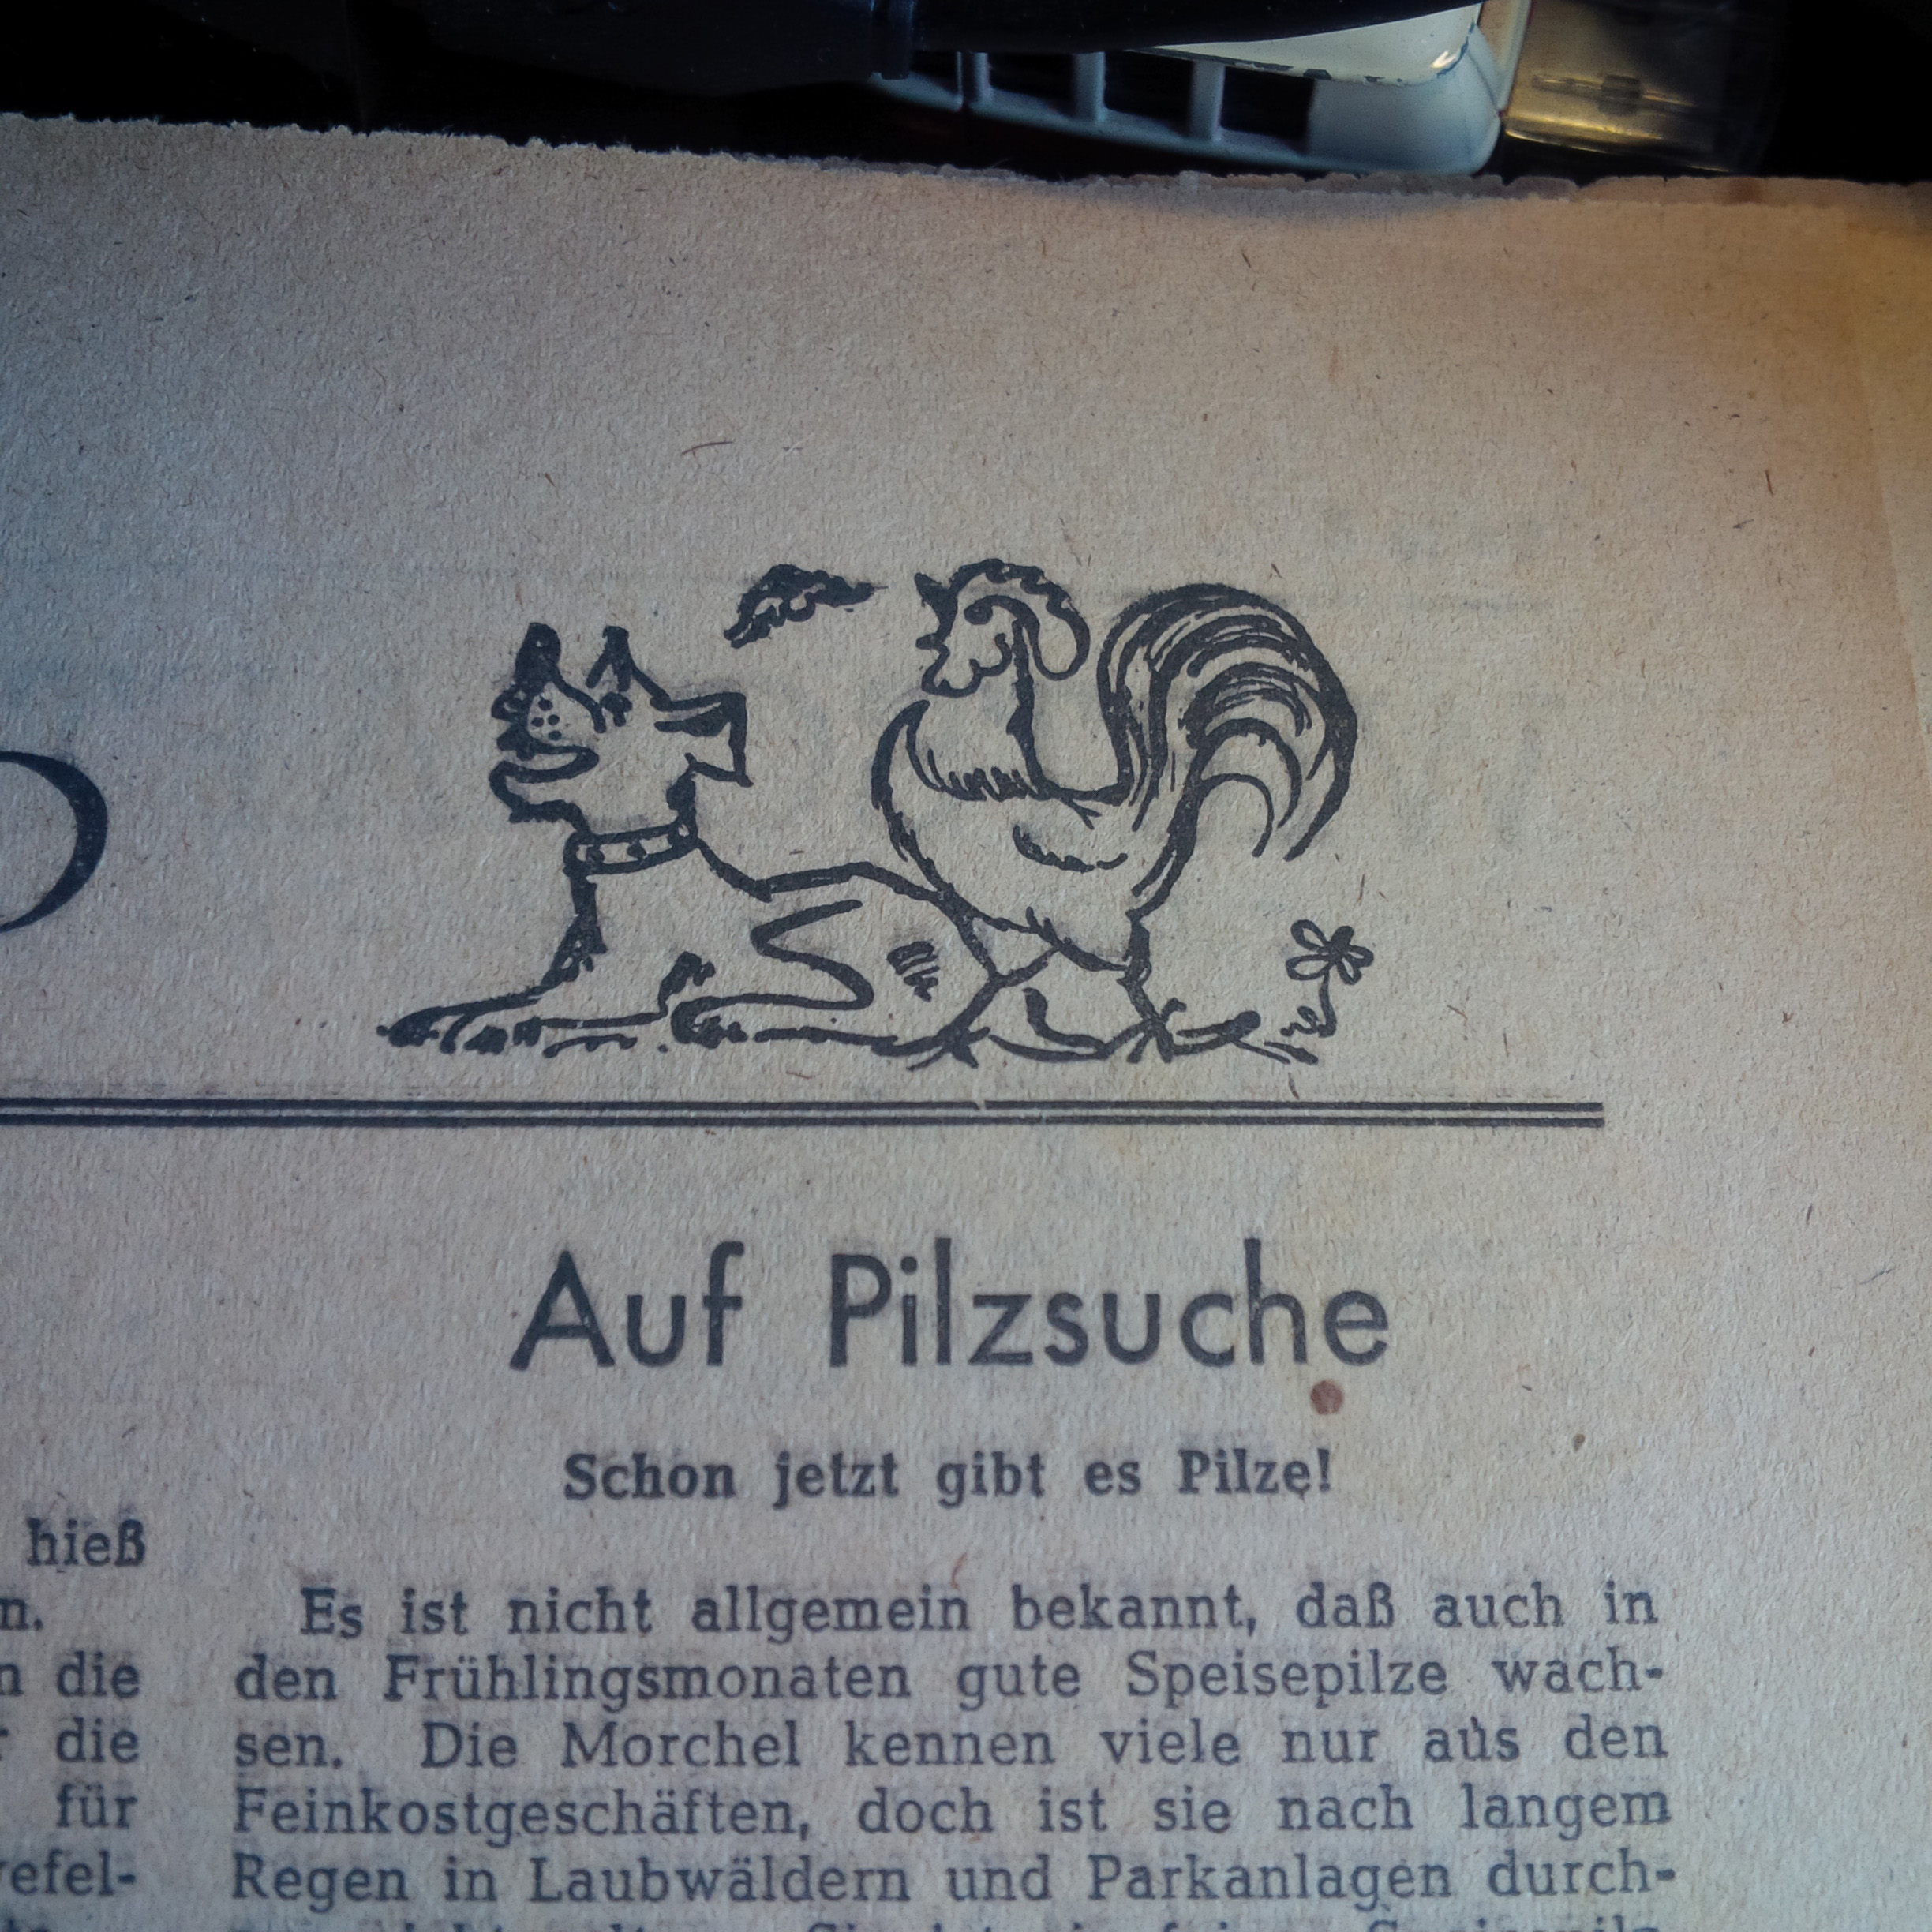 Auf Pilzsuche
Schon jetzt gibt es Pilze!
hieß
n.
die
die
für
efel-
Es ist nicht allgemein bekannt, daß auch in
den Frühlingsmonaten gute Speisepilze wach-
sen. Die Morchel kennen viele nur aus den
Feinkostgeschäften, doch ist sie nach langem
Regen in Laubwäldern und Parkanlagen durch-